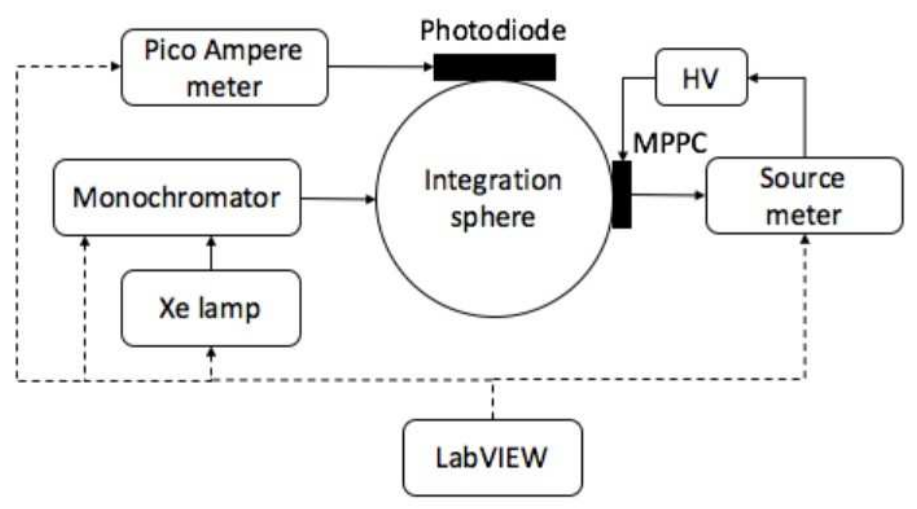 Photodiode
Pico Ampere
meter
HV
MPPC
Monochromator
Integration
sphere
Source
meter
Xe lamp
LabVIEW